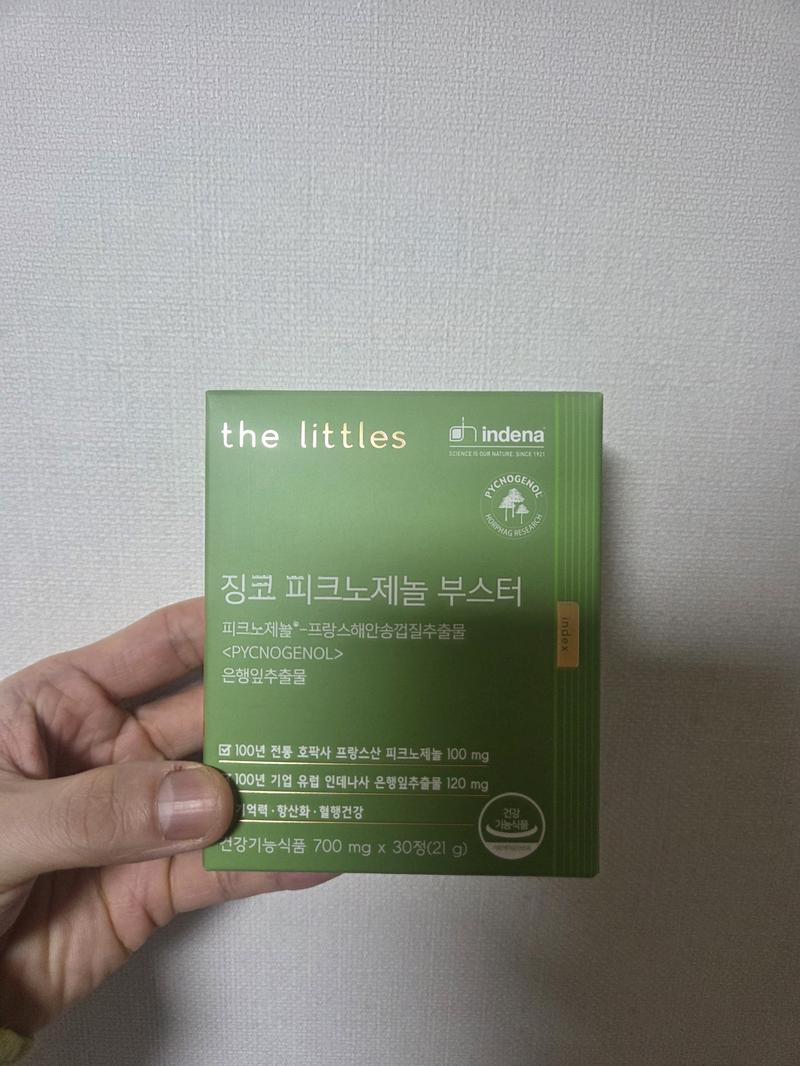 the littles
indena
SCIENCE IS OUR NATURE. SINCE 1921
PYCNOGENOL
HORPHAG RESEARCH
징코 피크노제놀 부스터
피크노제놀®-프랑스해안송껍질추출물
<PYCNOGENOL>
은행잎추출물
index
100년 전통 호팍사 프랑스산 피크노제놀 100 mg
100년 기업 유럽 인데나사 은행잎추출물 120 mg
기억력·항산화·혈행건강
건강기능식품 700 mg x 30정(21 g)
건강
기능식품